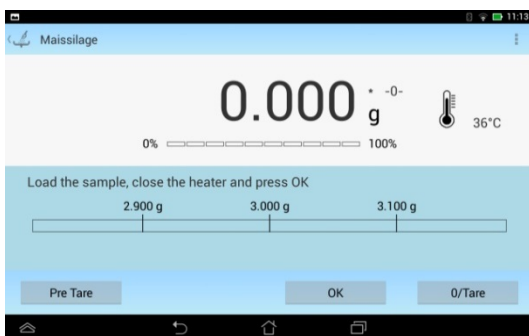 11:13
Maissilage
0.000 * -0-
g
36°C
0% 100%
Load the sample, close the heater and press OK
2.900 g 3.000 g 3.100 g
Pre Tare OK 0/Tare